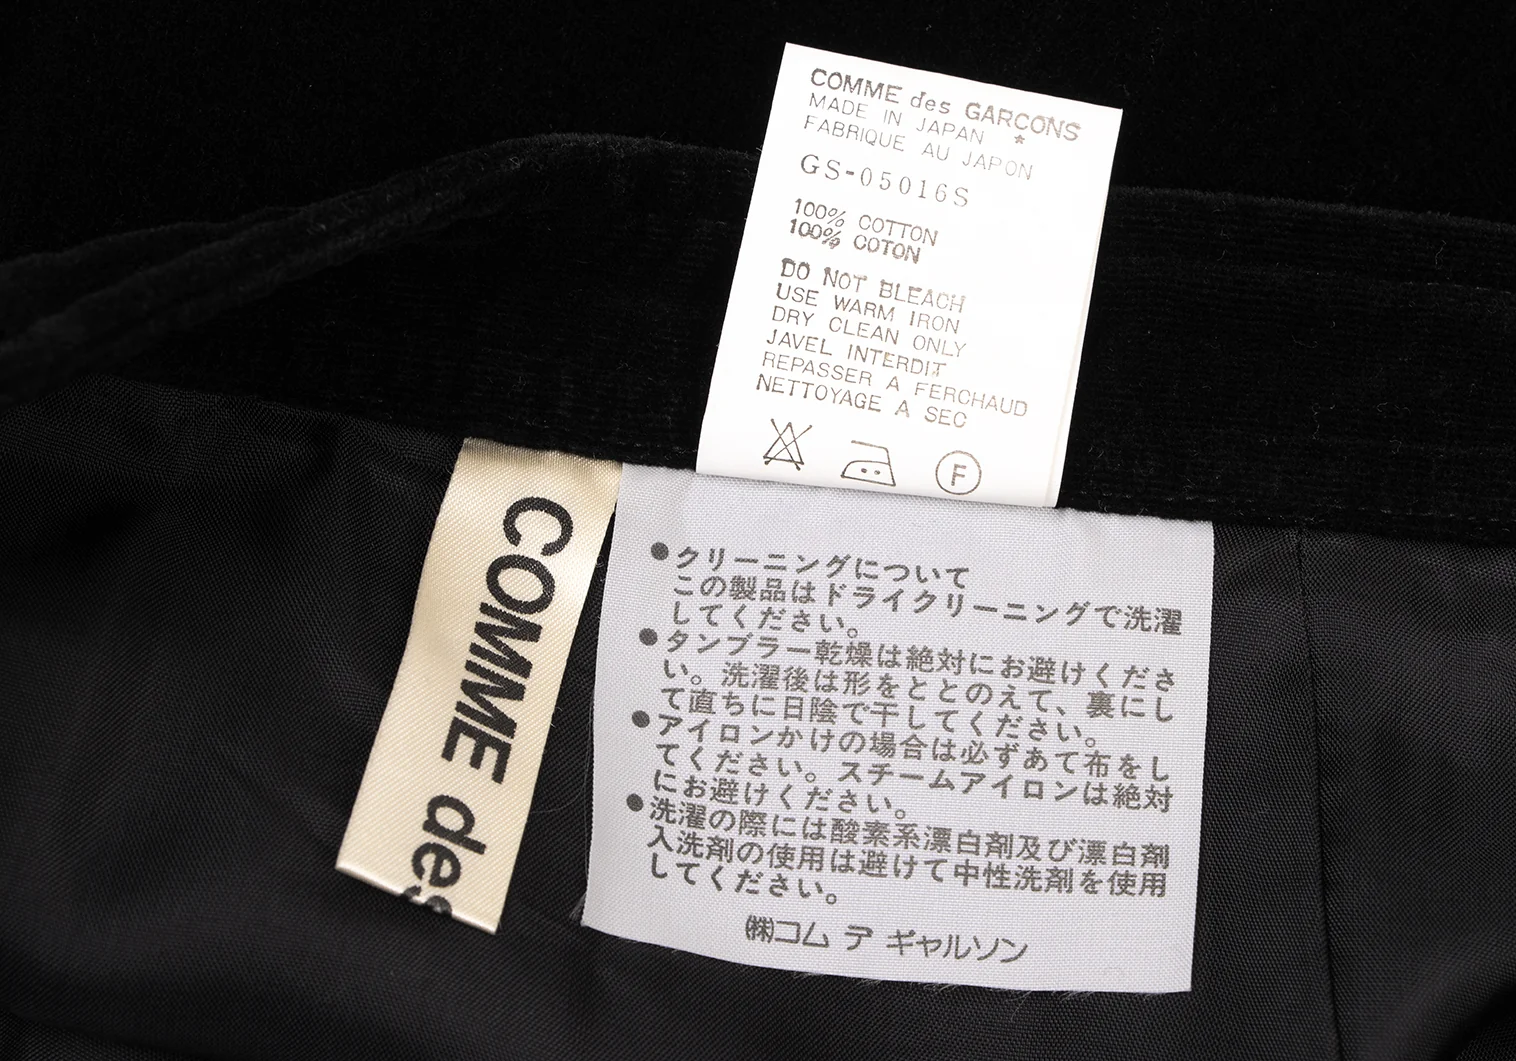 COMME des GARCONS
MADE IN JAPAN *
FABRIQUE AU JAPON
GS-05016S
100% COTTON
100% COTON
DO NOT BLEACH
USE WARM IRON
DRY CLEAN ONLY
JAVEL INTERDIT
REPASSER A FERCHAUD
NETTOYAGE A SEC
F
COMME des
●クリーニングについて
この製品はドライクリーニングで洗濯
してください。
●タンブラー乾燥は絶対にお避けくださ
い。洗濯後は形をととのえて、裏にし
て直ちに日陰で干してください。
●アイロンかけの場合は必ずあて布をし
てください。スチームアイロンは絶対
にお避けください。
●洗濯の際には酸素系漂白剤及び漂白剤
入洗剤の使用は避けて中性洗剤を使用
してください。
㈱コム デ ギャルソン